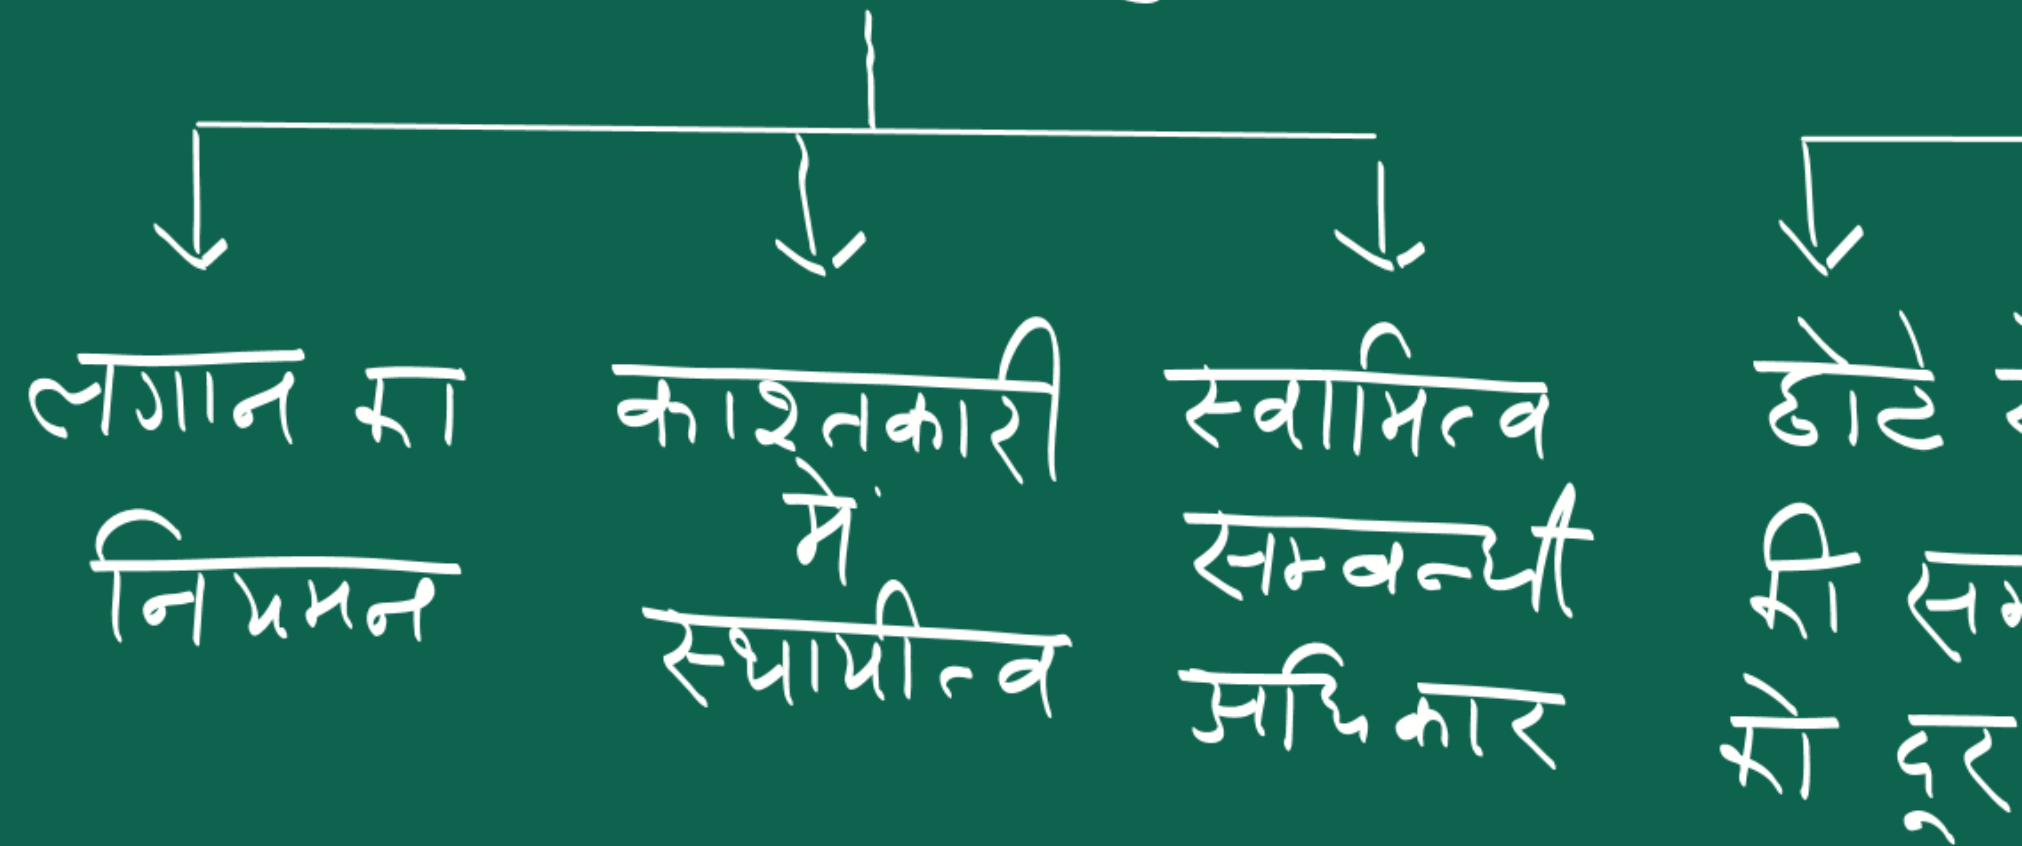 लगान का
नियमन
काश्तकारी
में
स्थायीत्व
स्वामित्व
सम्बन्धी
अधिकार
छोटे
की
को दूर